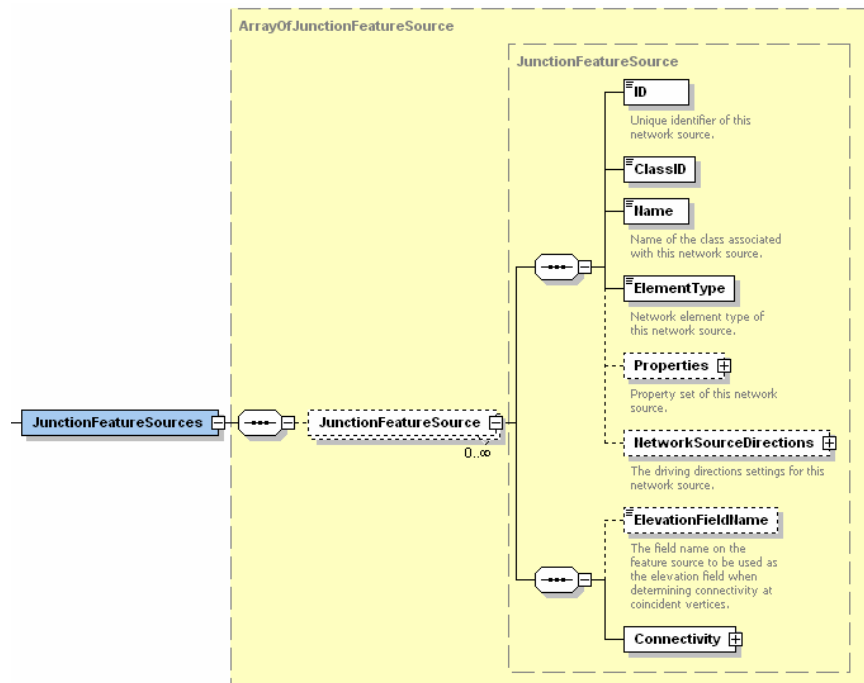 ArrayOfJunctionFeatureSource
JunctionFeatureSource
ID
Unique identifier of this
network source.
ClassID
Name
Name of the class associated
with this network source.
ElementType
Network element type of
this network source.
Properties
Property set of this network
source.
JunctionFeatureSources
JunctionFeatureSource
0..∞
NetworkSourceDirections
The driving directions settings for this
network source.
ElevationFieldName
The field name on the
feature source to be used as
the elevation field when
determining connectivity at
coincident vertices.
Connectivity